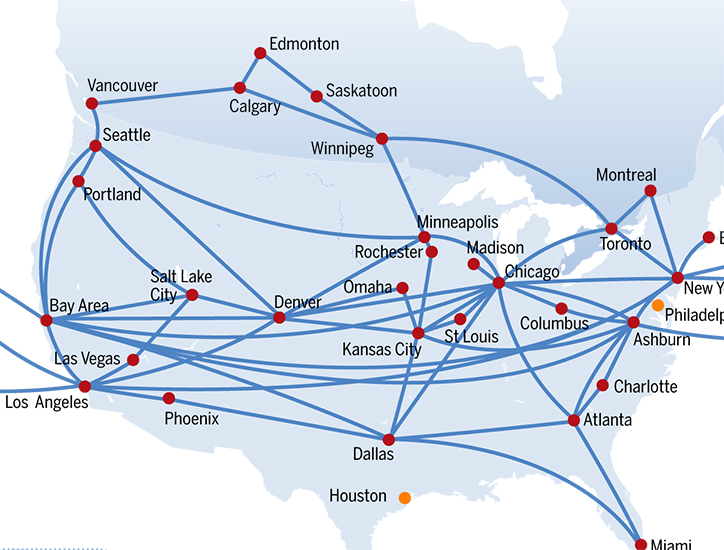 Edmonton
Vancouver
Calgary
Saskatoon
Seattle
Winnipeg
Portland
Montreal
Minneapolis
Toronto
Rochester
Madison
Salt Lake
City
Chicago
Omaha
New Y
Bay Area
Denver
Philadelp
Columbus
St Louis
Kansas City
Ashburn
Las Vegas
Charlotte
Los Angeles
Phoenix
Atlanta
Dallas
Houston
Miami